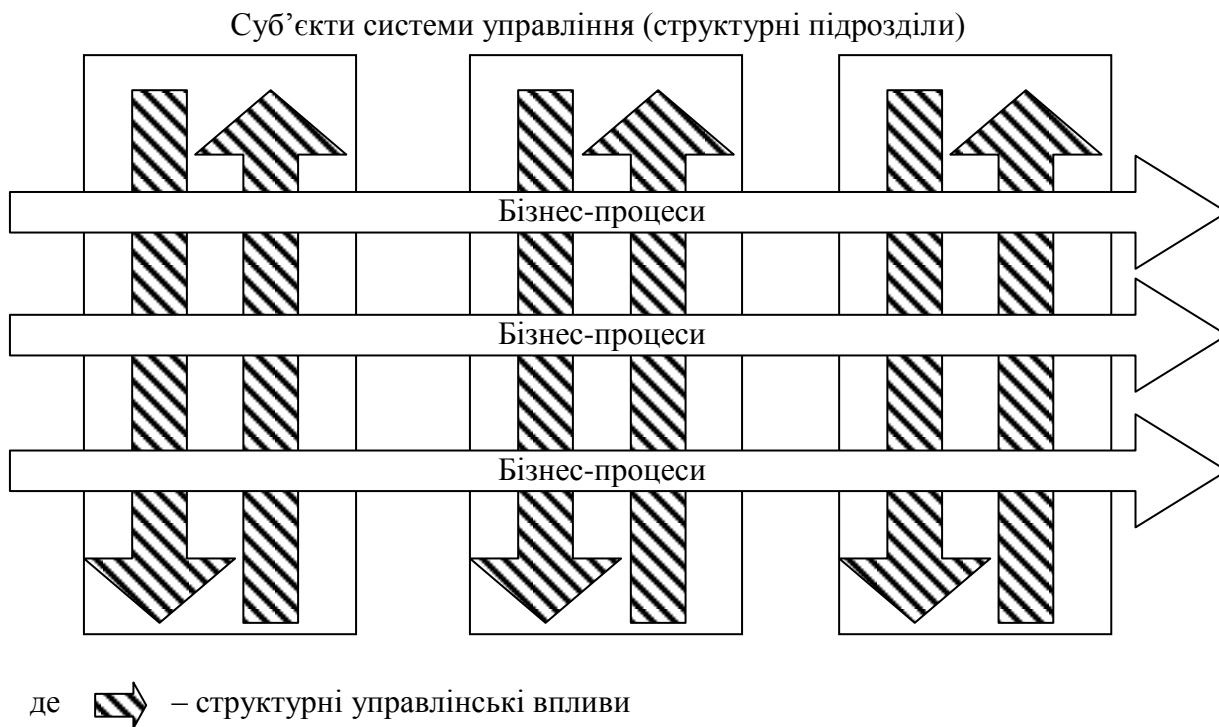 Суб’єкти системи управління (структурні підрозділи)
Бізнес-процеси
Бізнес-процеси
Бізнес-процеси
де – структурні управлінські впливи